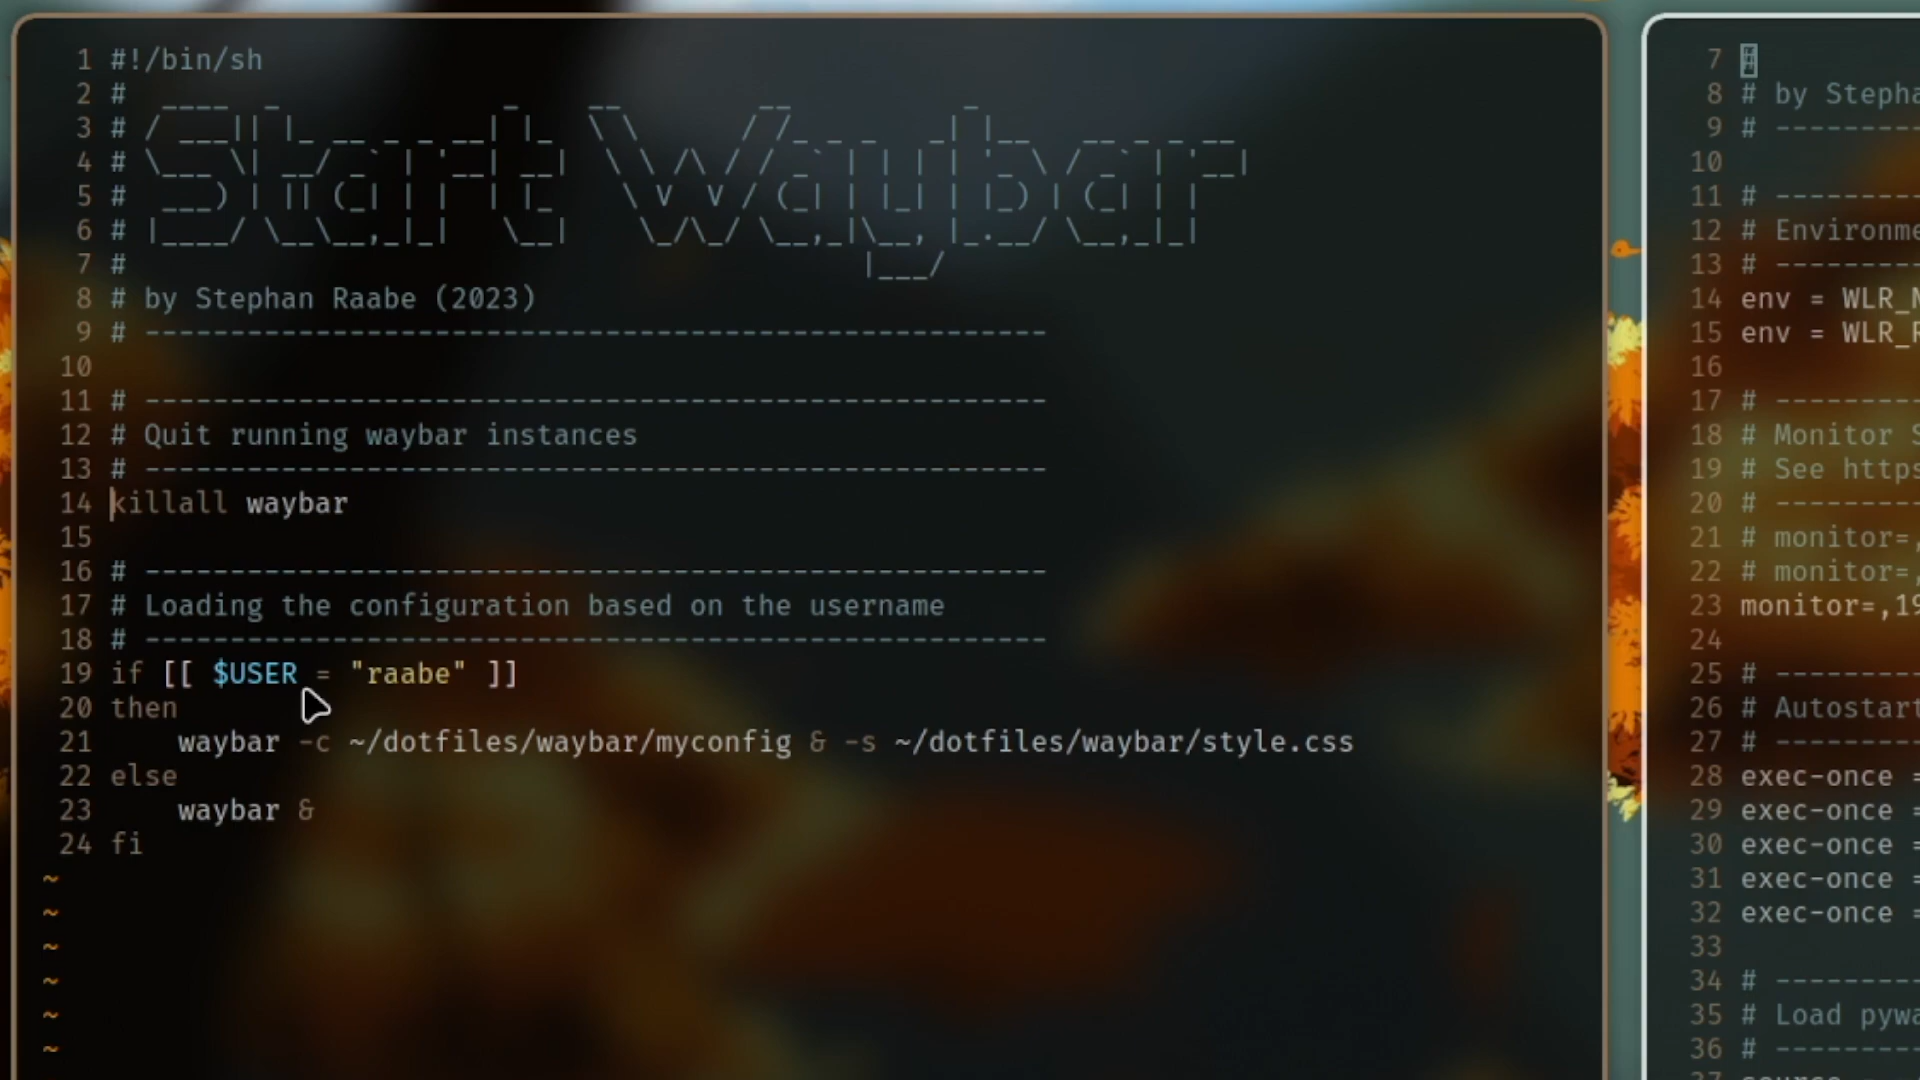 1 #!/bin/sh
2 #
3 #
4 #
5 #
6 #
7 #
Start Waybar
8 # by Stephan Raabe (2023)
9 # -----------------------------------------------------
10
11 # -----------------------------------------------------
12 # Quit running waybar instances
13 # -----------------------------------------------------
14 killall waybar
15
16 # -----------------------------------------------------
17 # Loading the configuration based on the username
18 # -----------------------------------------------------
19 if [[ $USER = "raabe" ]]
20 then
21     waybar -c ~/dotfiles/waybar/myconfig & -s ~/dotfiles/waybar/style.css
22 else
23     waybar &
24 fi
~
~
~
~
~
~
7 #
8 # by Stepha
9 # ---------
10
11 # ---------
12 # Environme
13 # ---------
14 env = WLR_N
15 env = WLR_R
16
17 # ---------
18 # Monitor S
19 # See https
20 # ---------
21 # monitor=,
22 # monitor=,
23 monitor=,19
24
25 # ---------
26 # Autostart
27 # ---------
28 exec-once =
29 exec-once =
30 exec-once =
31 exec-once =
32 exec-once =
33
34 # ---------
35 # Load pywa
36 # ---------